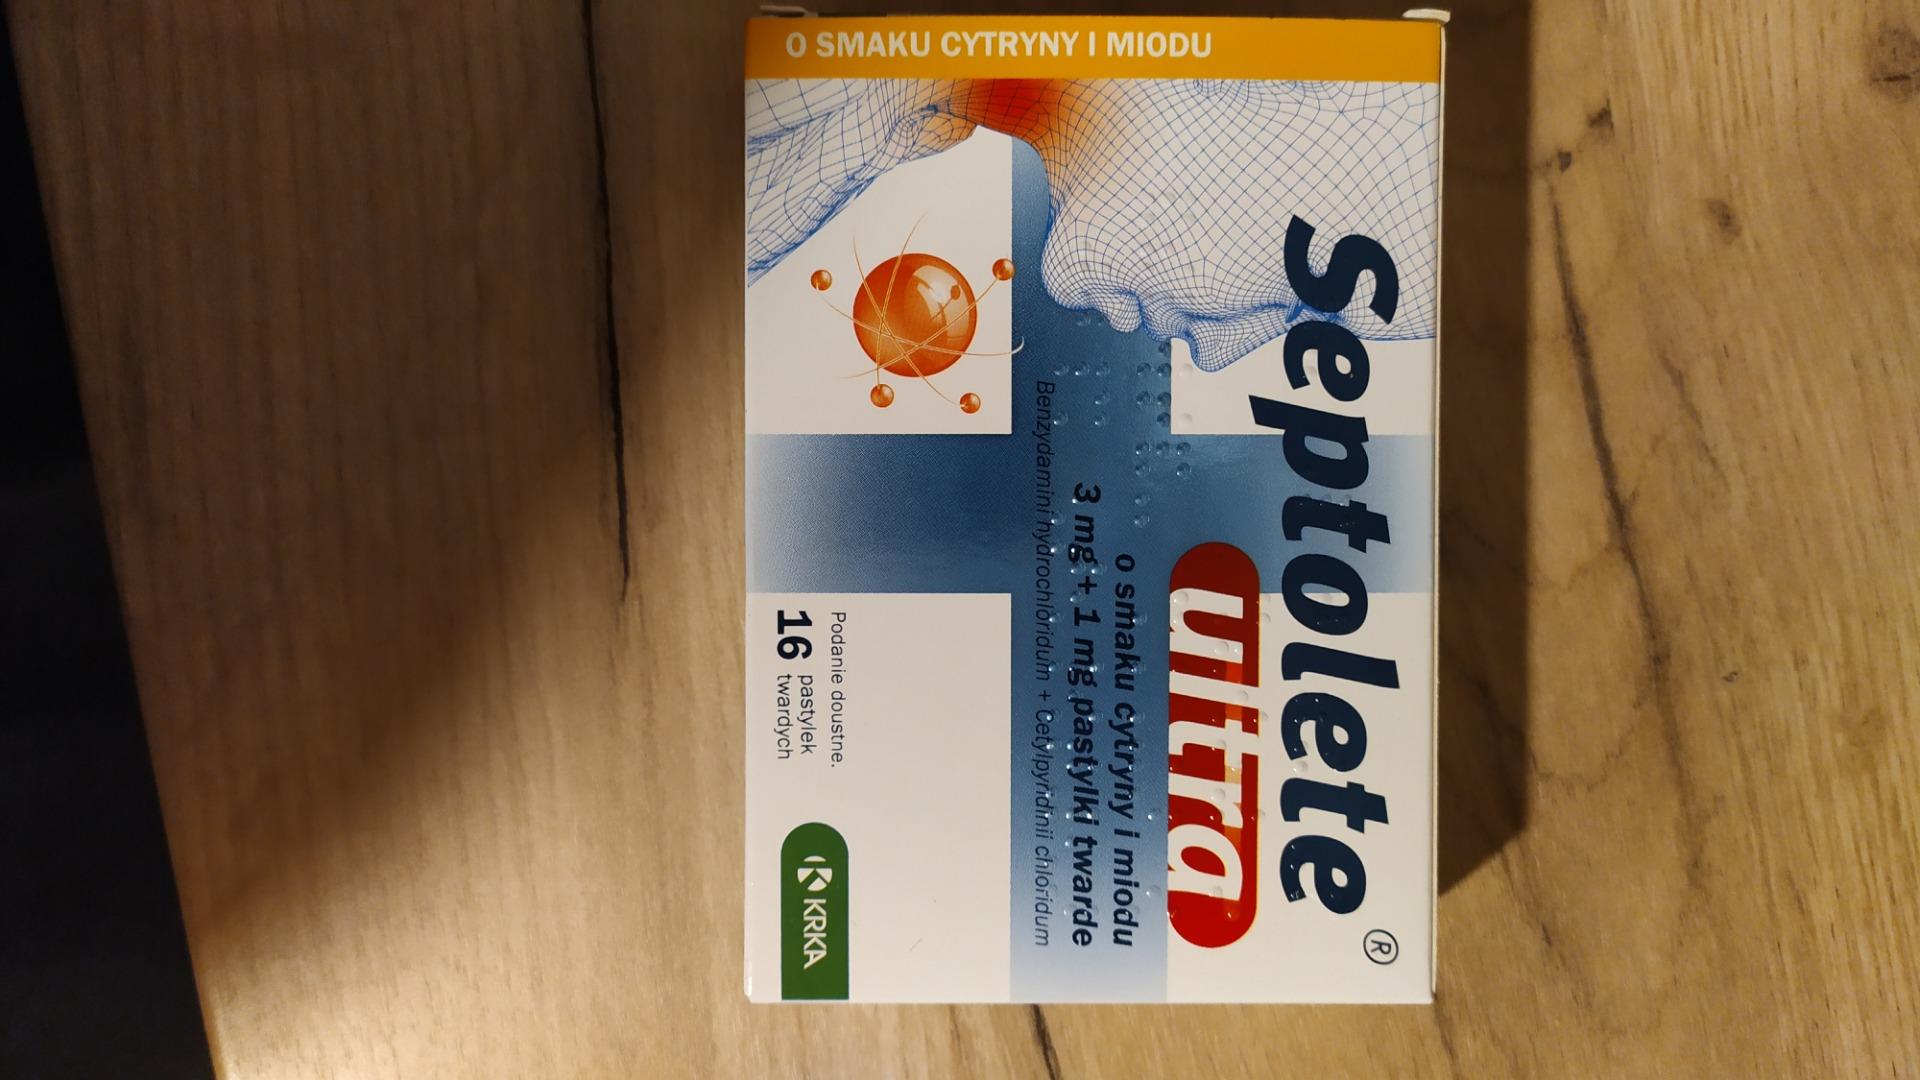 O SMAKU CYTRYNY I MIODU
Septolete®
ultra
o smaku cytryny i miodu
3 mg + 1 mg pastylki twarde
Benzydamini hydrochloridum + Cetylpyridinii chloridum
Podanie doustne.
16 pastylek
twardych
KRKA